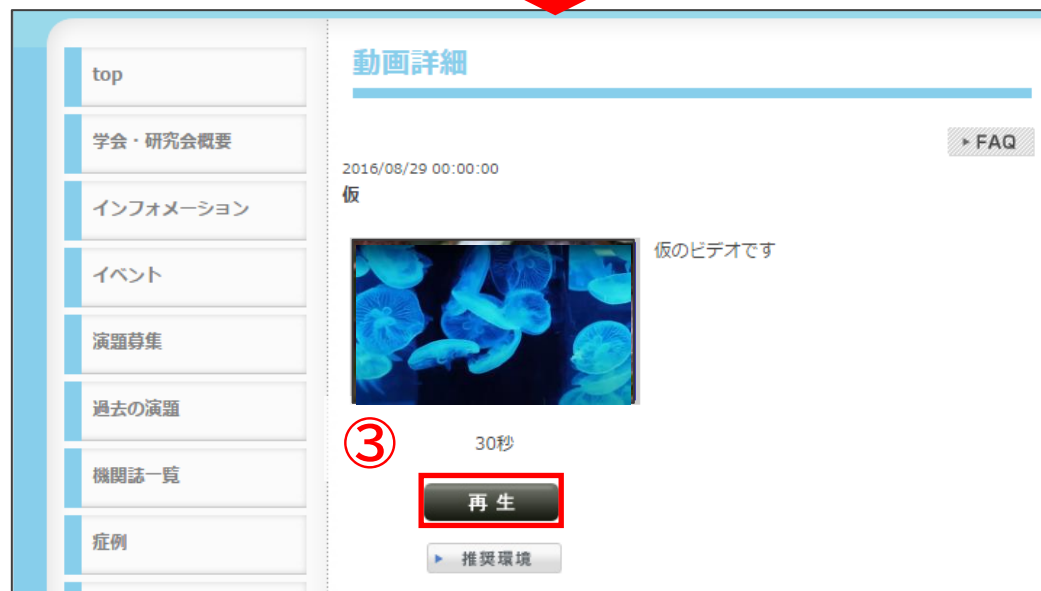 top
学会・研究会概要
インフォメーション
イベント
演題募集
過去の演題
機関誌一覧
症例
動画詳細
FAQ
2016/08/29 00:00:00
仮
仮のビデオです
③
30秒
再 生
推奨環境